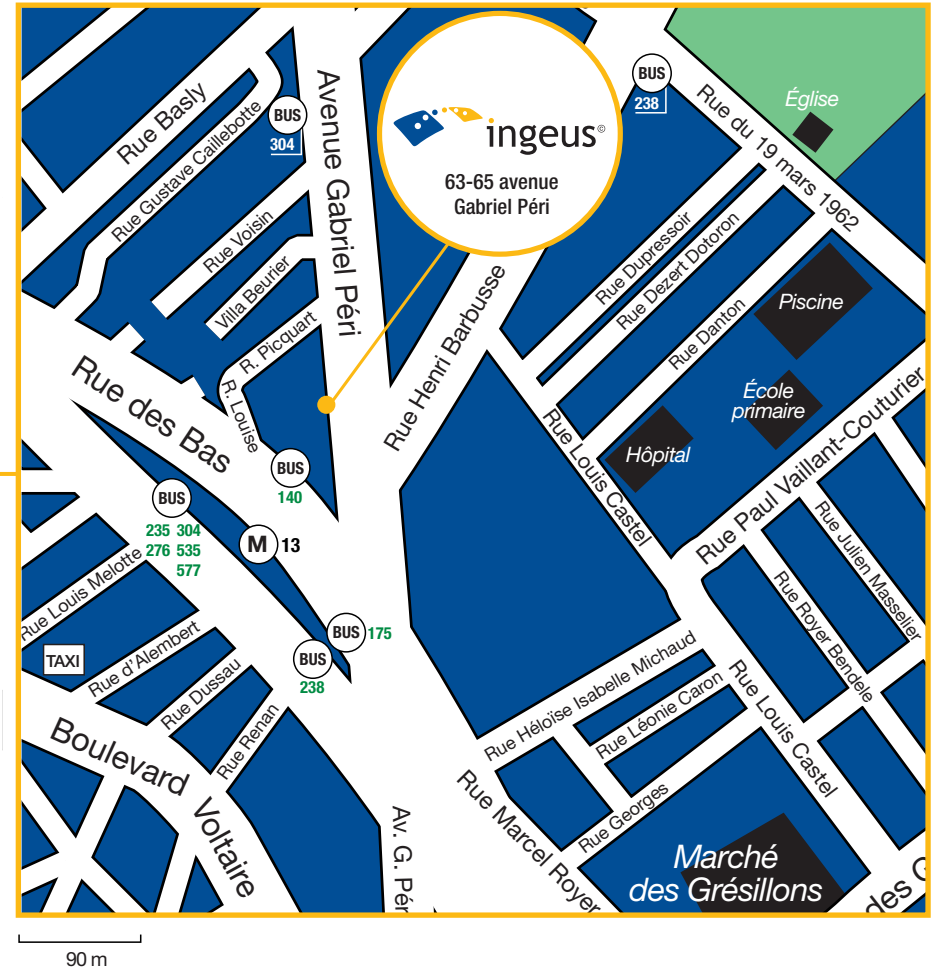 Rue Basly
Rue Gustave Caillebotte
BUS
304
Avenue Gabriel Péri
ingeus©
63-65 avenue
Gabriel Péri
BUS
238
Rue du 19 mars 1962
Église
Rue Voisin
Villa Beurier
R. Picquart
R. Louise
Rue Henri Barbusse
Rue Dupressoir
Rue Dezert Dotoron
Rue Danton
Piscine
École
primaire
Hôpital
Rue Paul Vaillant-Couturier
Rue des Bas
BUS
140
BUS
235 304
276 535
577
M 13
Rue Louis Castel
Rue Julien Masselier
Rue Royer Bendele
Rue Louis Melotte
TAXI
Rue d'Alembert
Rue Dussau
Rue Renan
BUS 175
BUS
238
Rue Héloïse Isabelle Michaud
Rue Léonie Caron
Rue Louis Castel
Boulevard Voltaire
Av. G. Pér
Rue Marcel Royer
Rue Georges
Marché
des Grésillons
des G
90 m